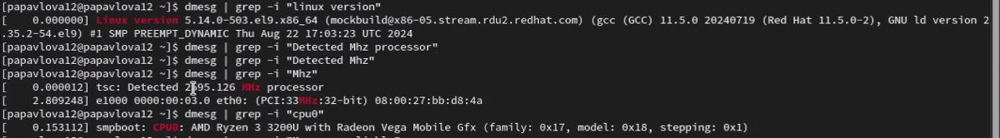 [papavlova12@papavlova12 ~]$ dmesg | grep -i "linux version"
[    0.000000] Linux version 5.14.0-503.el9.x86_64 (mockbuild@x86-05.stream.rdu2.redhat.com) (gcc (GCC) 11.5.0 20240719 (Red Hat 11.5.0-2), GNU ld version 2
.35.2-54.el9) #1 SMP PREEMPT_DYNAMIC Thu Aug 22 17:03:23 UTC 2024
[papavlova12@papavlova12 ~]$ dmesg | grep -i "Detected Mhz processor"
[papavlova12@papavlova12 ~]$ dmesg | grep -i "Detected Mhz"
[papavlova12@papavlova12 ~]$ dmesg | grep -i "Mhz"
[    0.000012] tsc: Detected MHz processor
[    2.809248] e1000 0000:00:03.0 eth0: (PCI:33MHz:32-bit) 08:00:27:bb:d8:4a
[papavlova12@papavlova12 ~]$ dmesg | grep -i "cpu0"
[    0.153112] smpboot: CPU0: AMD Ryzen 3 3200U with Radeon Vega Mobile Gfx (family: 0x17, model: 0x18, stepping: 0x1)